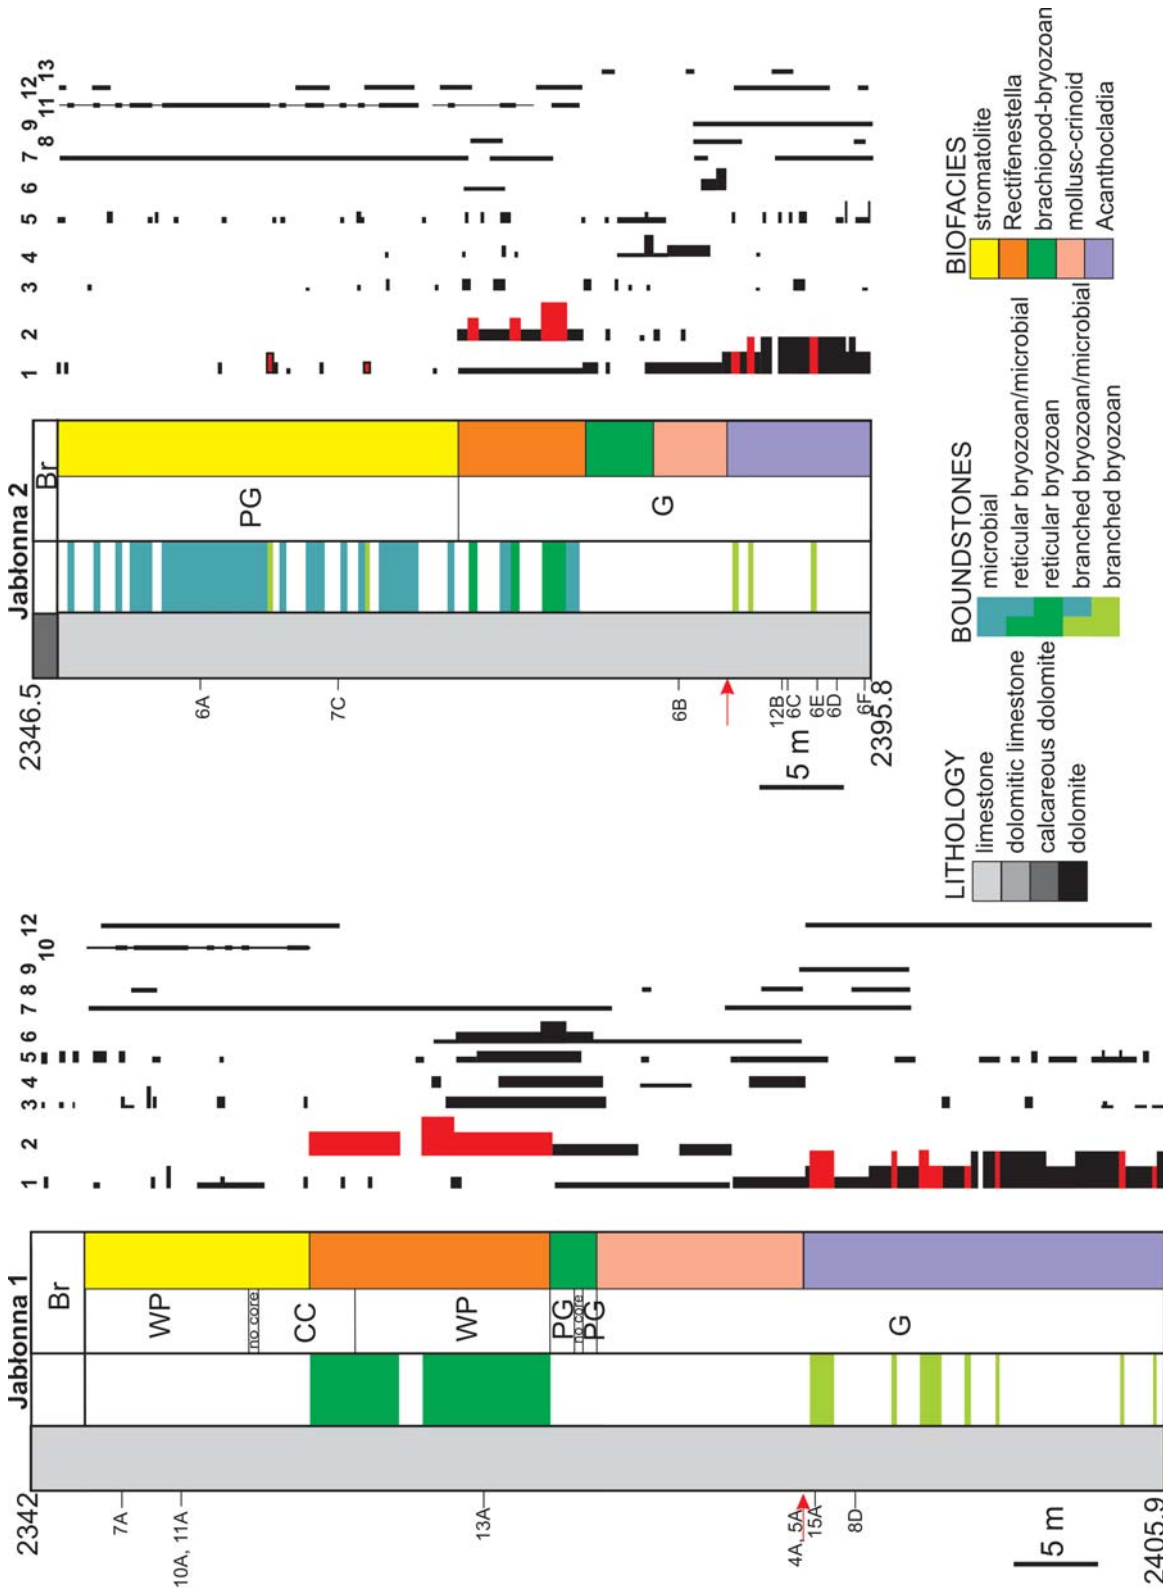 Jabłonna 2
1 2 3 4 5 6 7 8 9 11 12 13
2346.5
Br
PG
G
6A
7C
6B
12B
6C
6E
6D
6F
2395.8
5 m
BIOFACIES
stromatolite
Rectifenestella
brachiopod-bryozoan
mollusc-crinoid
Acanthocladia
BOUNDSTONES
microbial
reticular bryozoan/microbial
reticular bryozoan
branched bryozoan/microbial
branched bryozoan
LITHOLOGY
limestone
dolomitic limestone
calcareous dolomite
dolomite
Jabłonna 1
1 2 3 4 5 6 7 8 9 10 12
2342
Br
WP
no core
CC
WP
PG
no core
PG
G
7A
10A, 11A
13A
4A, 5A
15A
8D
2405.9
5 m